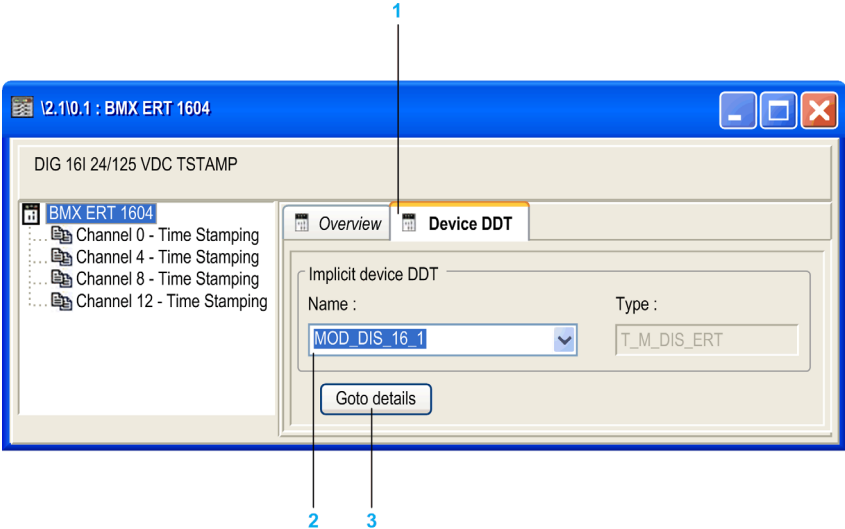 1
\2.1\0.1 : BMX ERT 1604
DIG 16I 24/125 VDC TSTAMP
BMX ERT 1604
Channel 0 - Time Stamping
Channel 4 - Time Stamping
Channel 8 - Time Stamping
Channel 12 - Time Stamping
Overview
Device DDT
Implicit device DDT
Name :
Type :
MOD_DIS_16_1
T_M_DIS_ERT
Goto details
2
3